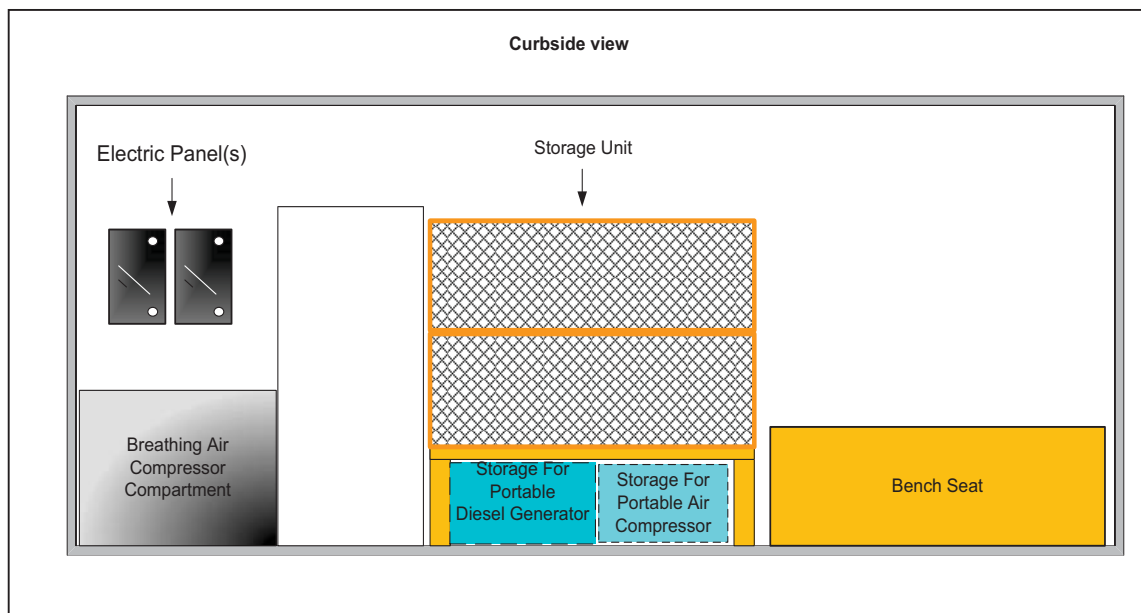 Curbside view
Electric Panel(s)
Storage Unit
Breathing Air
Compressor
Compartment
Storage For
Portable
Diesel Generator
Storage For
Portable Air
Compressor
Bench Seat